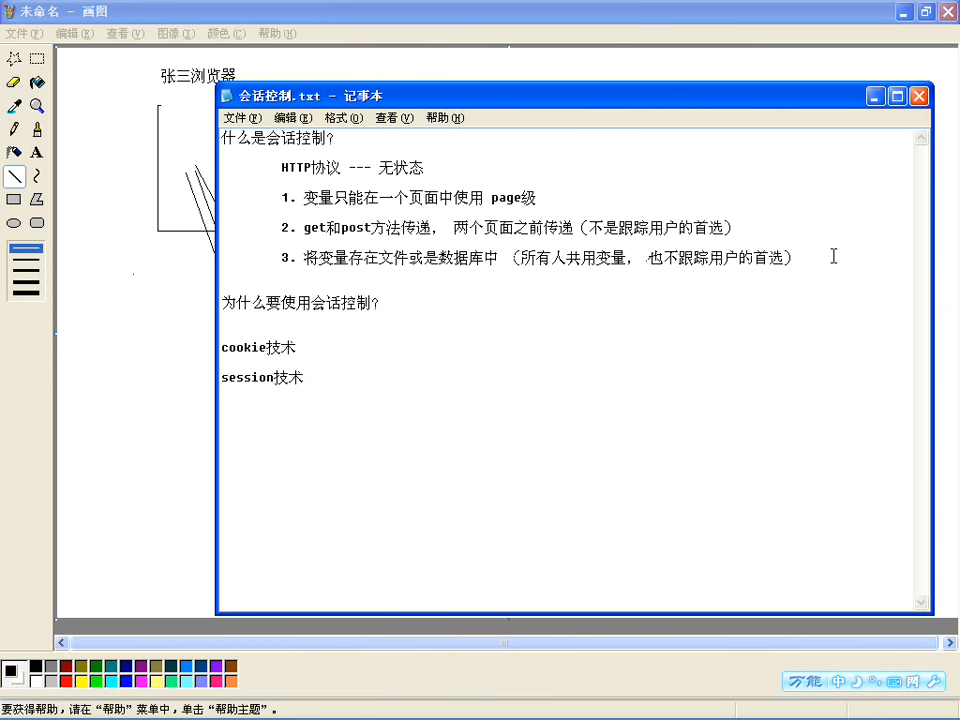 未命名 - 画图
文件(F) 编辑(E) 查看(V) 图像(I) 颜色(C) 帮助(H)
张三浏览器
会话控制.txt - 记事本
文件(F) 编辑(E) 格式(O) 查看(V) 帮助(H)
什么是会话控制?
HTTP协议 --- 无状态
1. 变量只能在一个页面中使用 page级
2. get和post方法传递, 两个页面之前传递(不是跟踪用户的首选)
3. 将变量存在文件或是数据库中 (所有人共用变量, 也不跟踪用户的首选)
为什么要使用会话控制?
cookie技术
session技术
A
万能 中 网
要获得帮助,请在“帮助”菜单中,单击“帮助主题”。